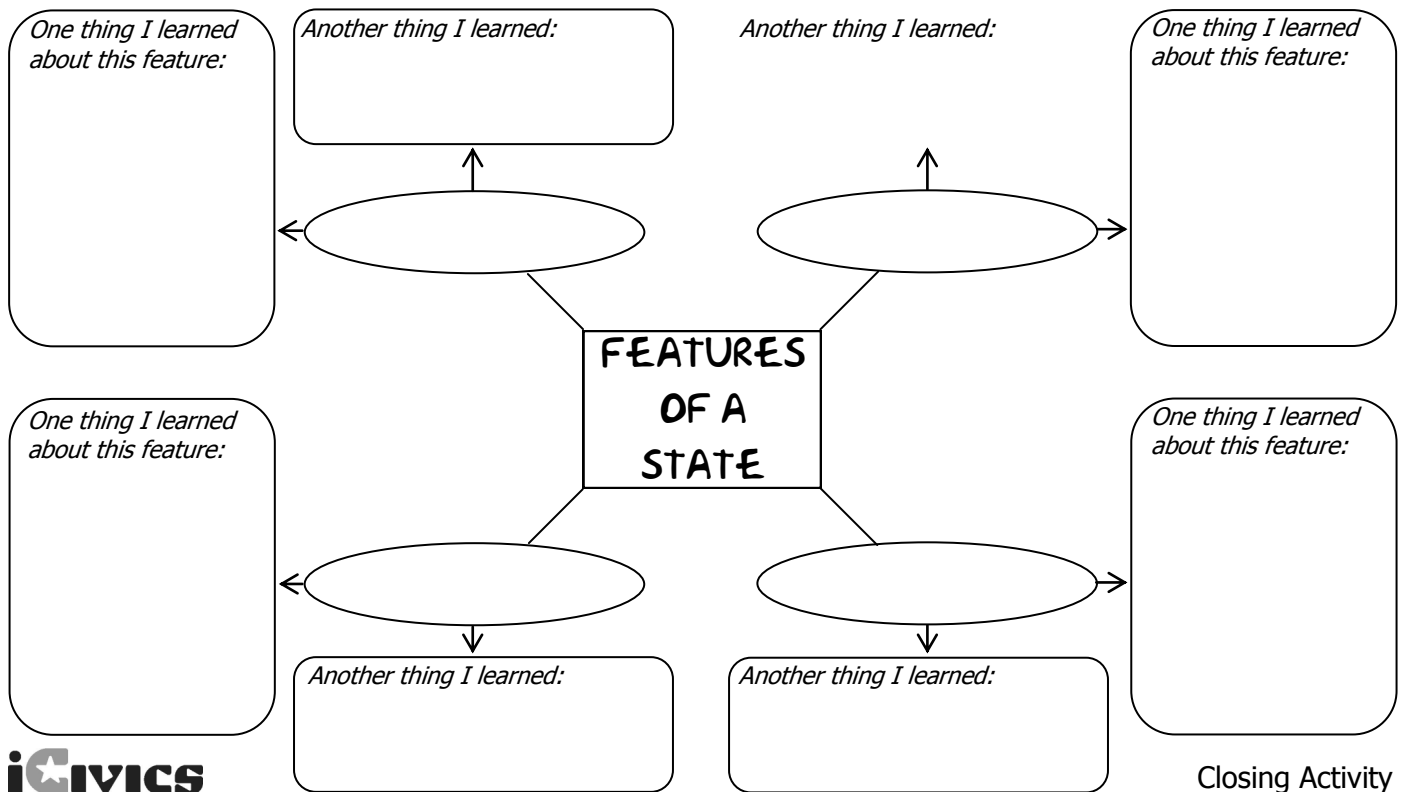 One thing I learned
about this feature:
Another thing I learned:
Another thing I learned:
One thing I learned
about this feature:
FEATURES
OF A
STATE
One thing I learned
about this feature:
One thing I learned
about this feature:
Another thing I learned:
Another thing I learned:
iCIVICS
Closing Activity